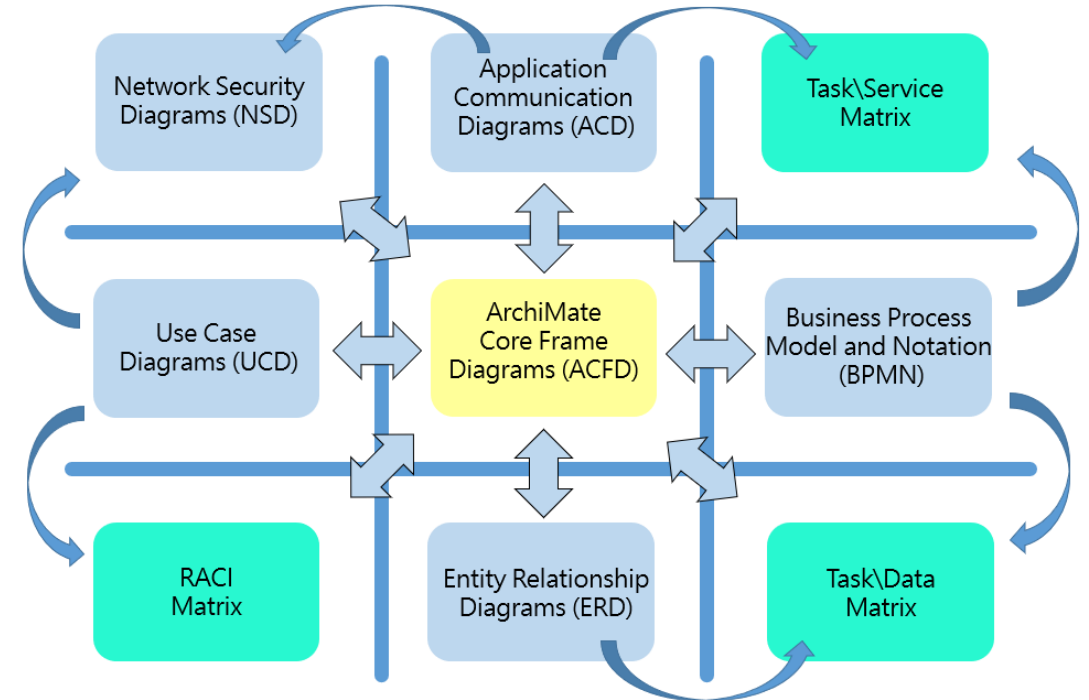 Network Security
Diagrams (NSD)
Application
Communication
Diagrams (ACD)
Task\Service
Matrix
Use Case
Diagrams (UCD)
ArchiMate
Core Frame
Diagrams (ACFD)
Business Process
Model and Notation
(BPMN)
RACI
Matrix
Entity Relationship
Diagrams (ERD)
Task\Data
Matrix